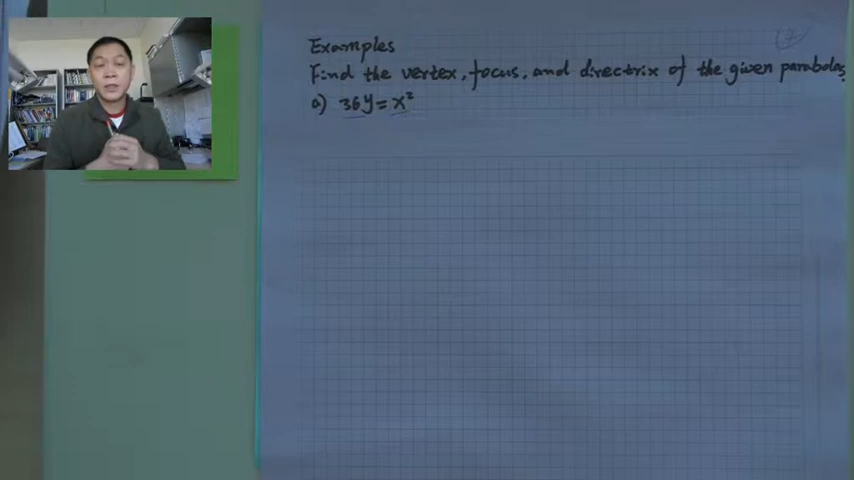 Examples
Find the vertex, focus, and directrix of the given parabolas
a) 36y = x²